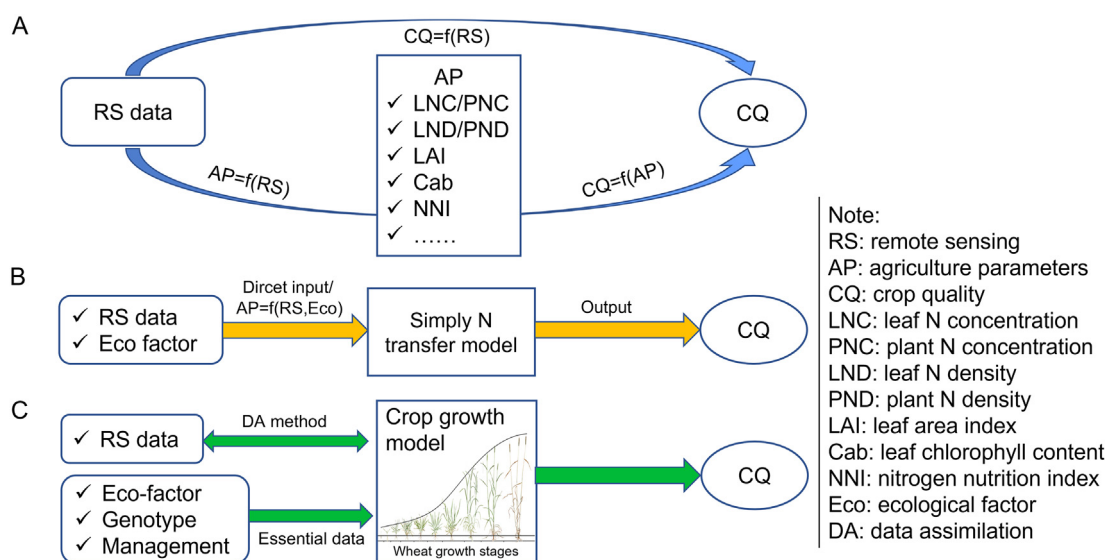 A
CQ=f(RS)
RS data
AP
✓ LNC/PNC
✓ LND/PND
✓ LAI
✓ Cab
✓ NNI
✓ ……
AP=f(RS)
CQ=f(AP)
CQ
B
✓ RS data
✓ Eco factor
Dircet input/
AP=f(RS,Eco)
Simply N
transfer model
Output
CQ
C
✓ RS data
DA method
✓ Eco-factor
✓ Genotype
✓ Management
Essential data
Crop growth
model
Wheat growth stages
CQ
Note:
RS: remote sensing
AP: agriculture parameters
CQ: crop quality
LNC: leaf N concentration
PNC: plant N concentration
LND: leaf N density
PND: plant N density
LAI: leaf area index
Cab: leaf chlorophyll content
NNI: nitrogen nutrition index
Eco: ecological factor
DA: data assimilation